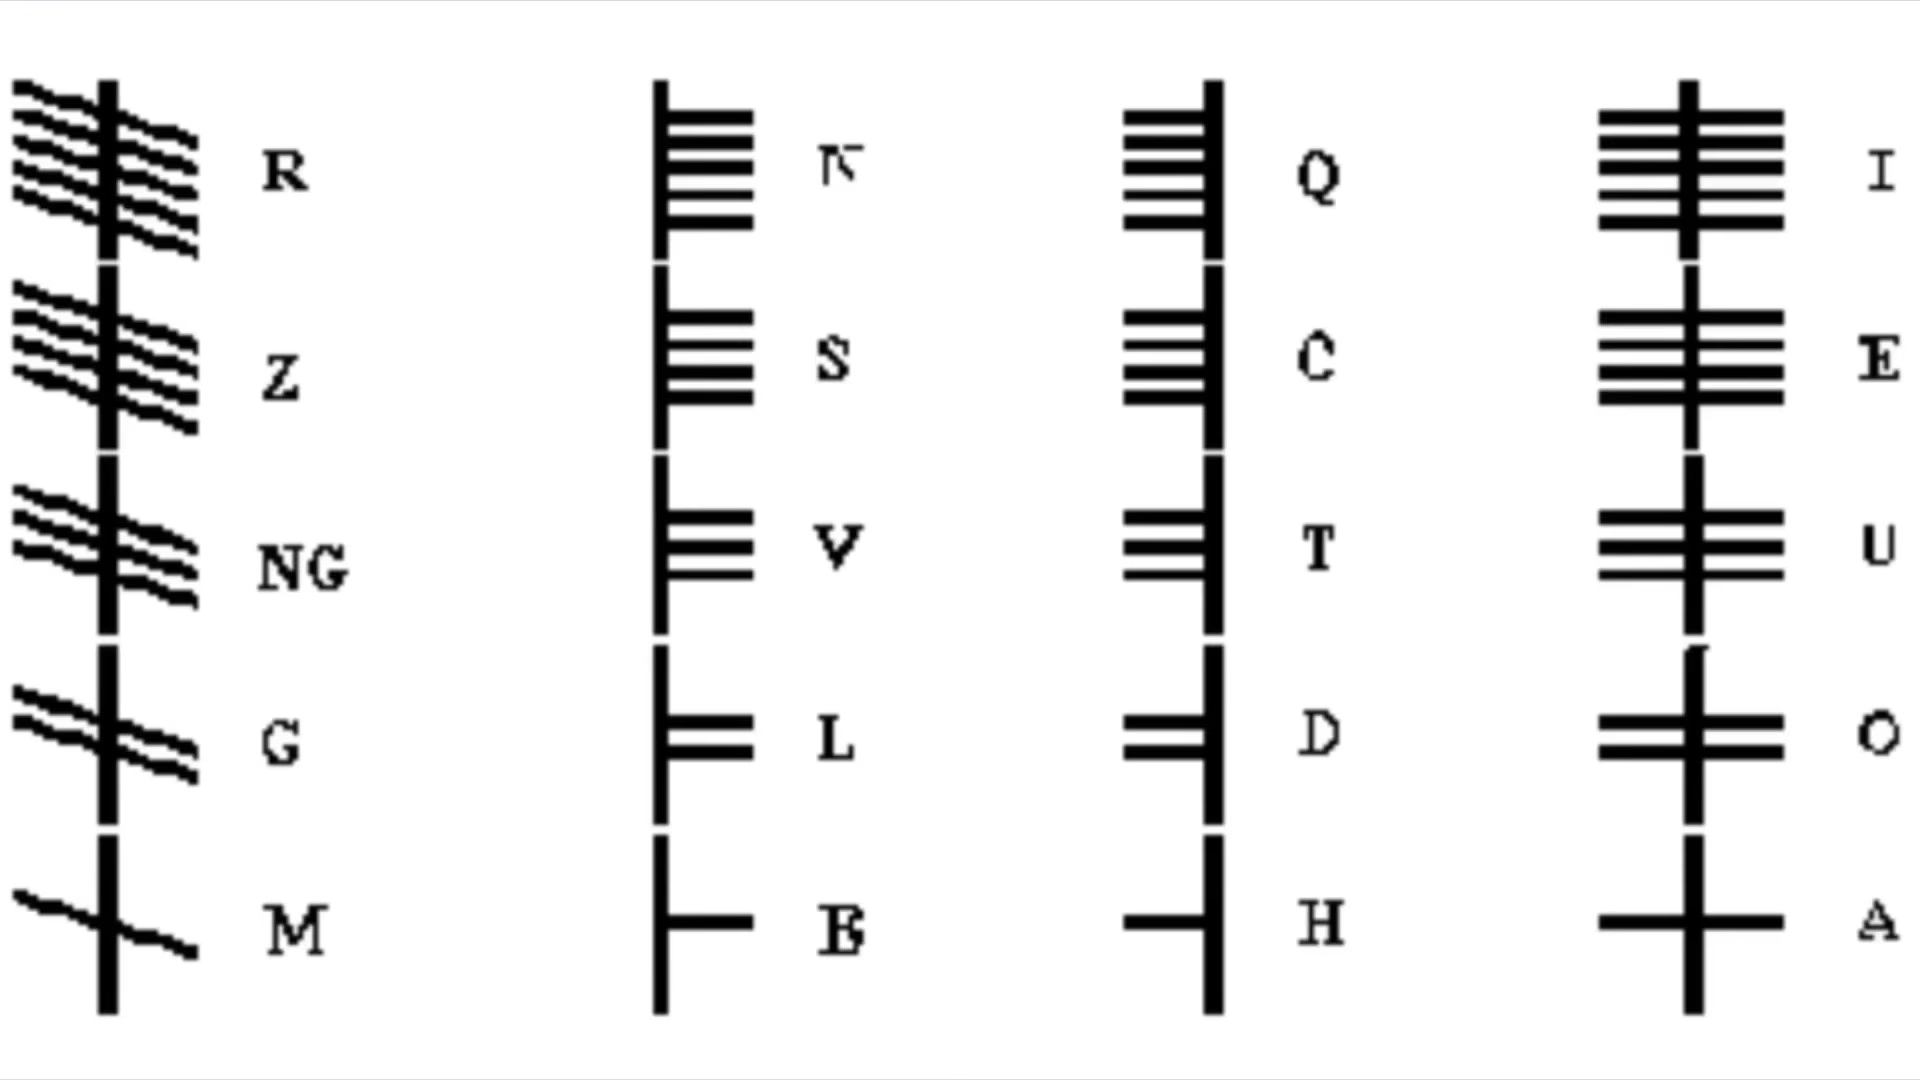 ᚏ R ᚅ N ᚊ Q ᚔ I
ᚎ Z ᚄ S ᚉ C ᚓ E
ᚍ NG ᚃ V ᚈ T ᚒ U
ᚌ G ᚂ L ᚇ D ᚑ O
ᚋ M ᚁ B ᚆ H ᚐ A